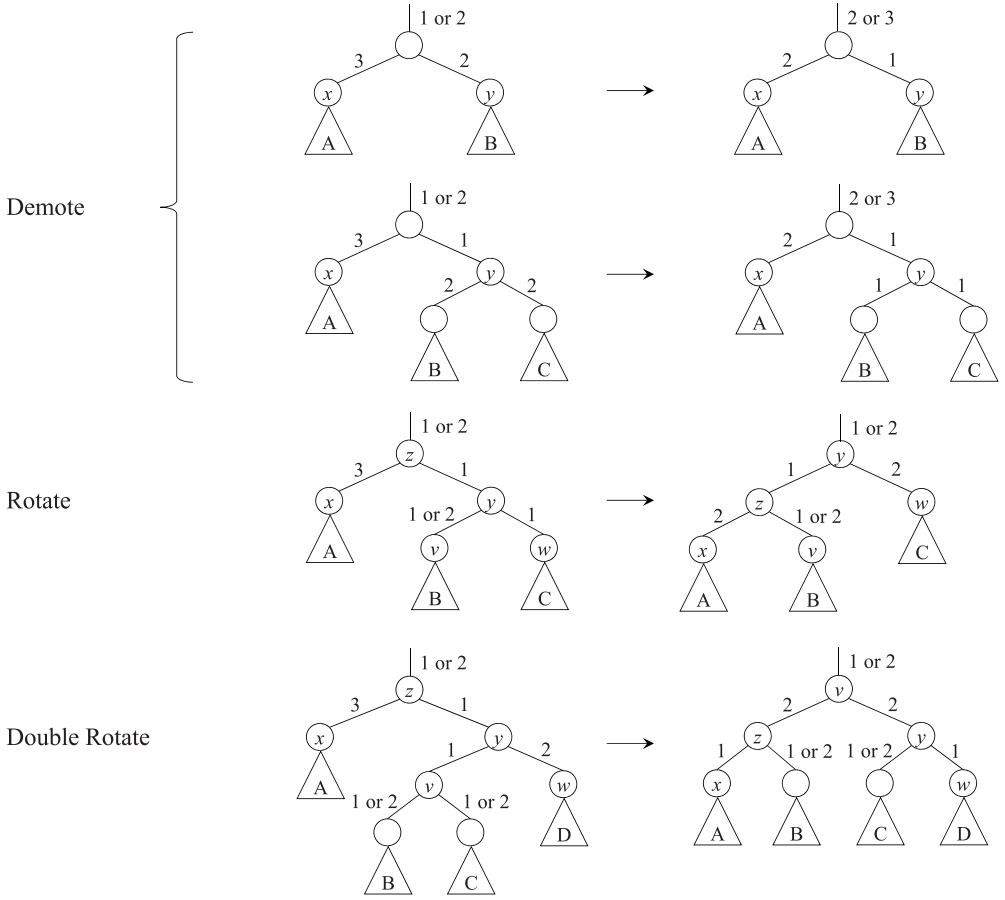 1 or 2
3 2
x y
A B
2 or 3
2 1
x y
A B
Demote
1 or 2
3 1
x y
2 2
A
B C
2 or 3
2 1
x y
1 1
A
B C
Rotate
1 or 2
z
3 1
x y
1 or 2 1
v w
A
B C
1 or 2
y
1 2
z w
2 1 or 2
x v
C
A B
Double Rotate
1 or 2
z
3 1
x y
1 2
v w
A
1 or 2 1 or 2
D
B C
1 or 2
v
2 2
z y
1 1 or 2 1 or 2 1
x w
A B C D